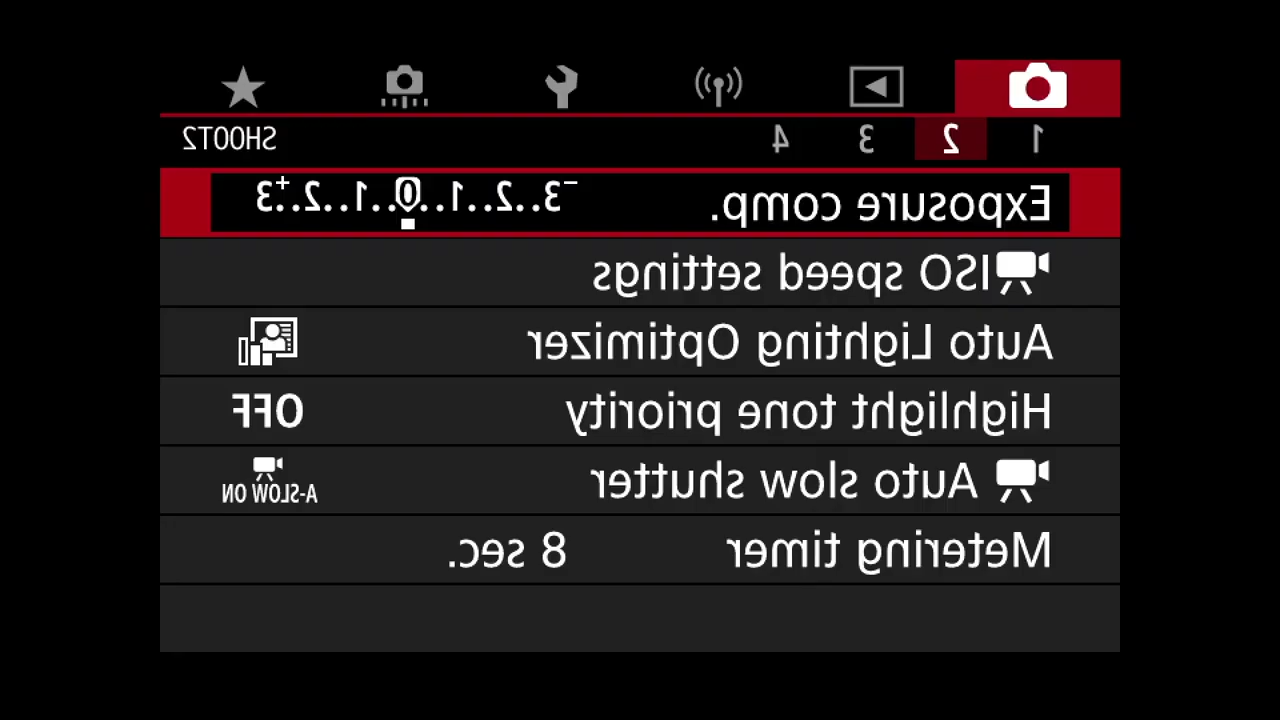 1 2 3 4 SHOOT2
Exposure comp. −3..2..1..0..1..2..+3
ISO speed settings
Auto Lighting Optimizer
Highlight tone priority OFF
Auto slow shutter A-SLOW ON
Metering timer 8 sec.